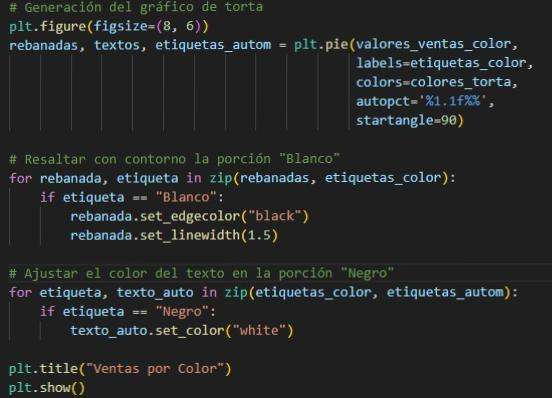 # Generación del gráfico de torta
plt.figure(figsize=(8, 6))
rebanadas, textos, etiquetas_autom = plt.pie(valores_ventas_color,
labels=etiquetas_color,
colors=colores_torta,
autopct='%1.1f%%',
startangle=90)
# Resaltar con contorno la porción "Blanco"
for rebanada, etiqueta in zip(rebanadas, etiquetas_color):
if etiqueta == "Blanco":
rebanada.set_edgecolor("black")
rebanada.set_linewidth(1.5)
# Ajustar el color del texto en la porción "Negro"
for etiqueta, texto_auto in zip(etiquetas_color, etiquetas_autom):
if etiqueta == "Negro":
texto_auto.set_color("white")
plt.title("Ventas por Color")
plt.show()